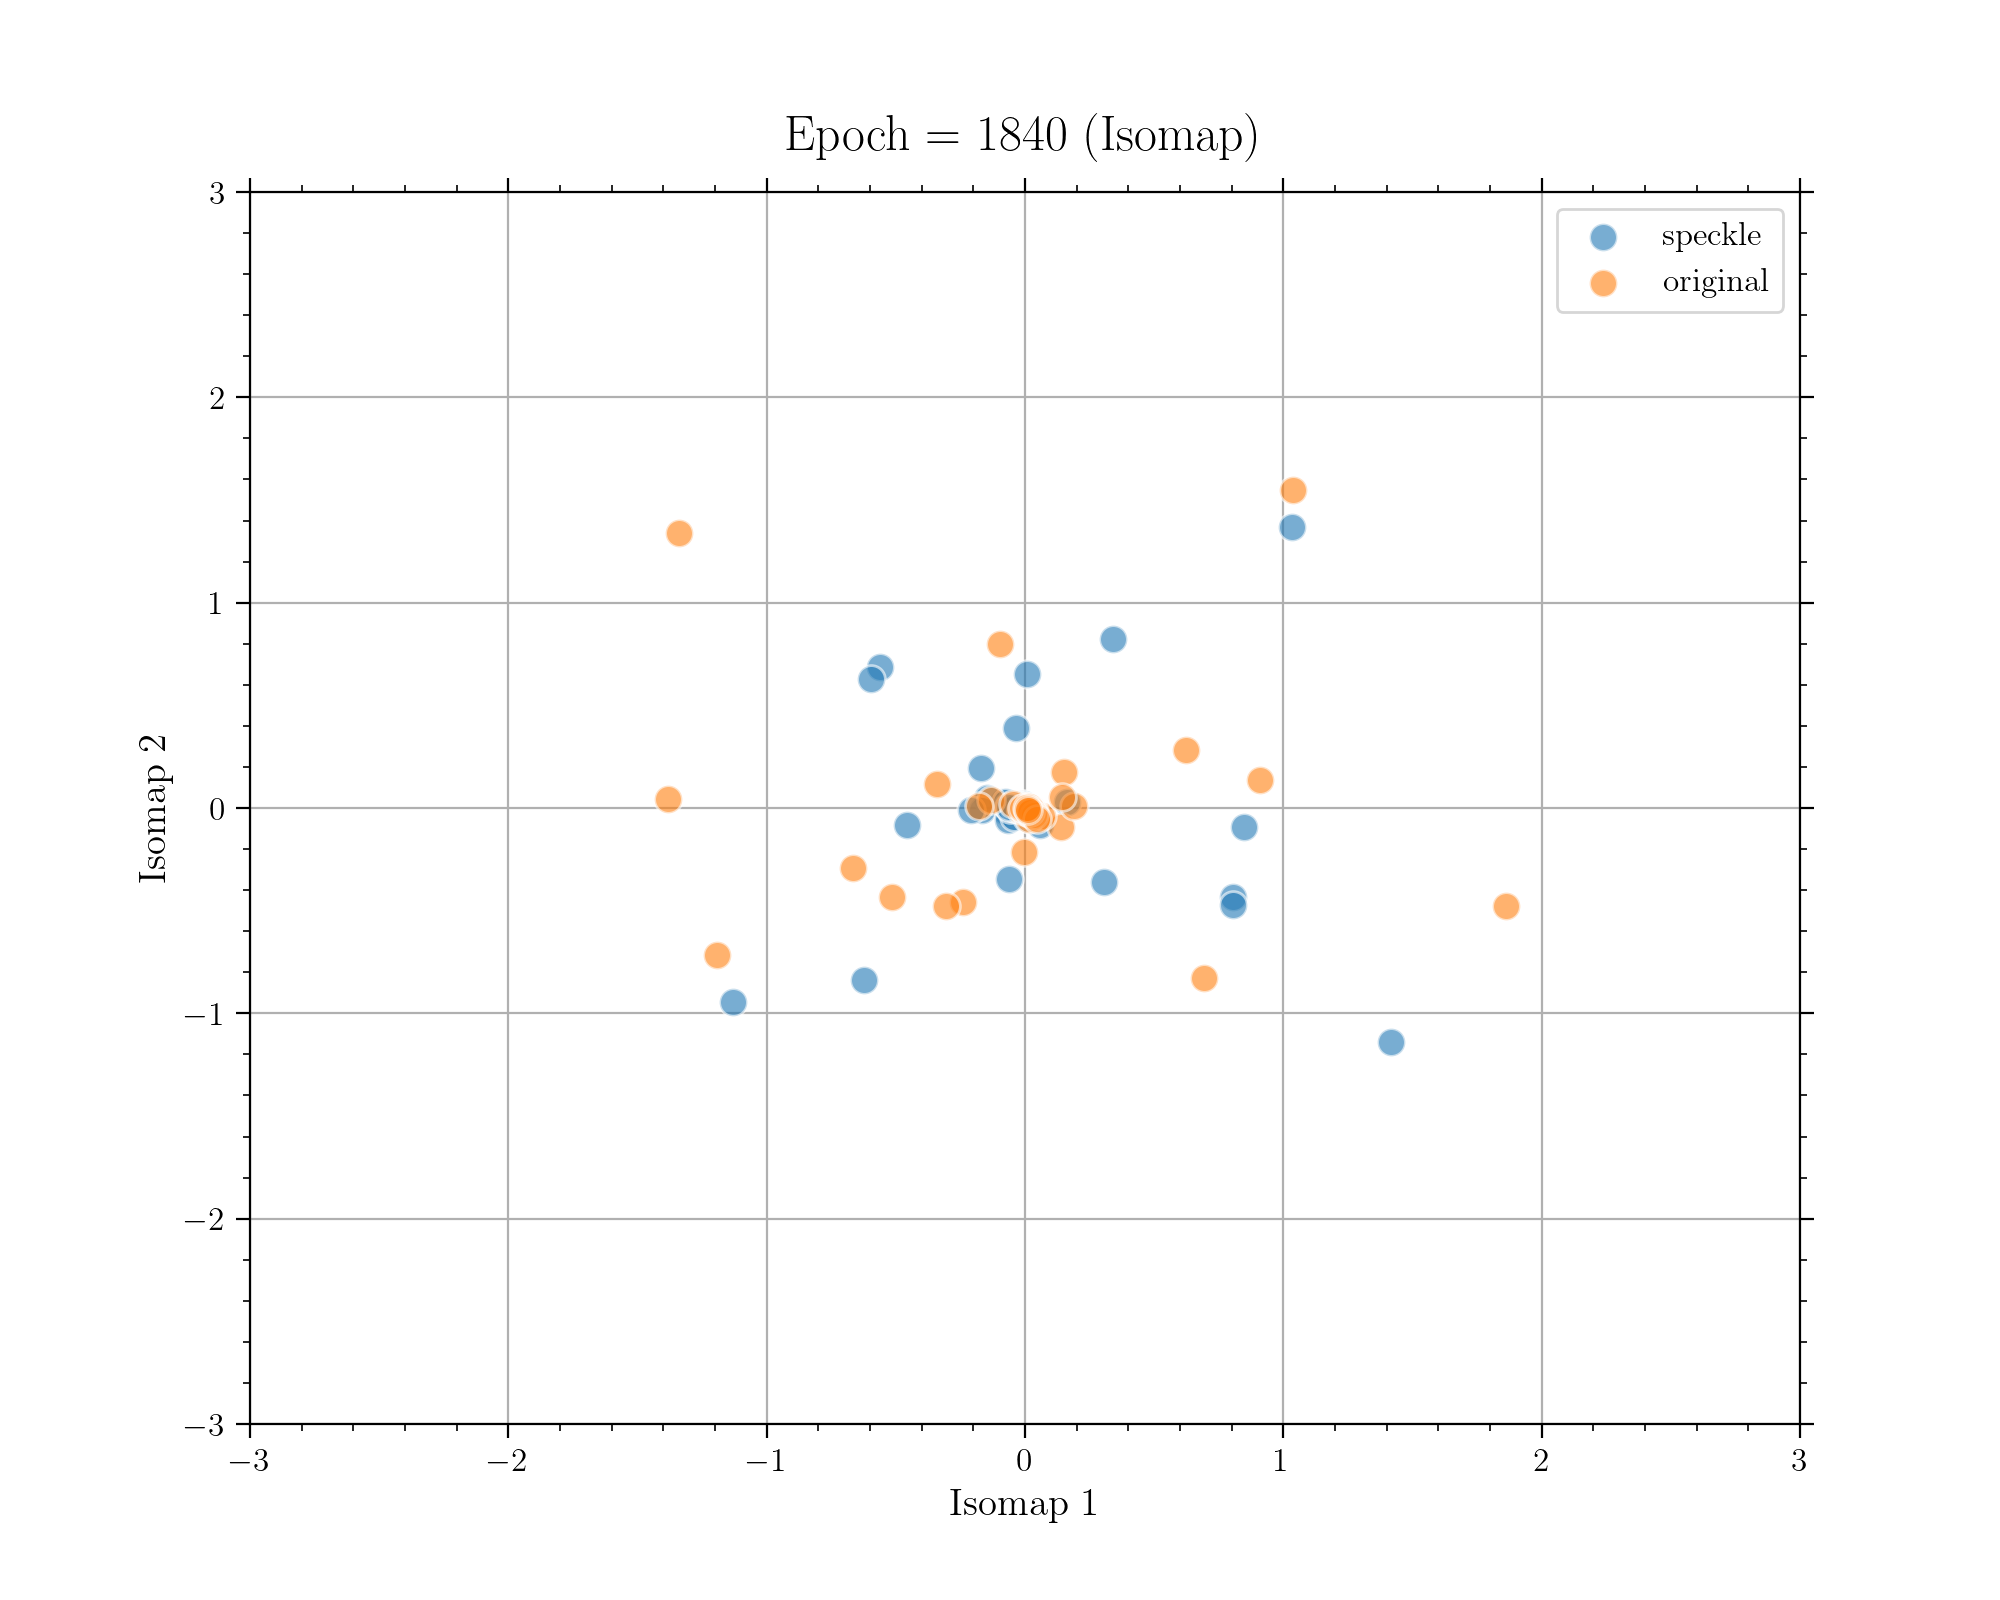 Epoch = 1840 (Isomap)
speckle
original
3
2
1
0
−1
−2
−3
Isomap 2
−3
−2
−1
0
1
2
3
Isomap 1